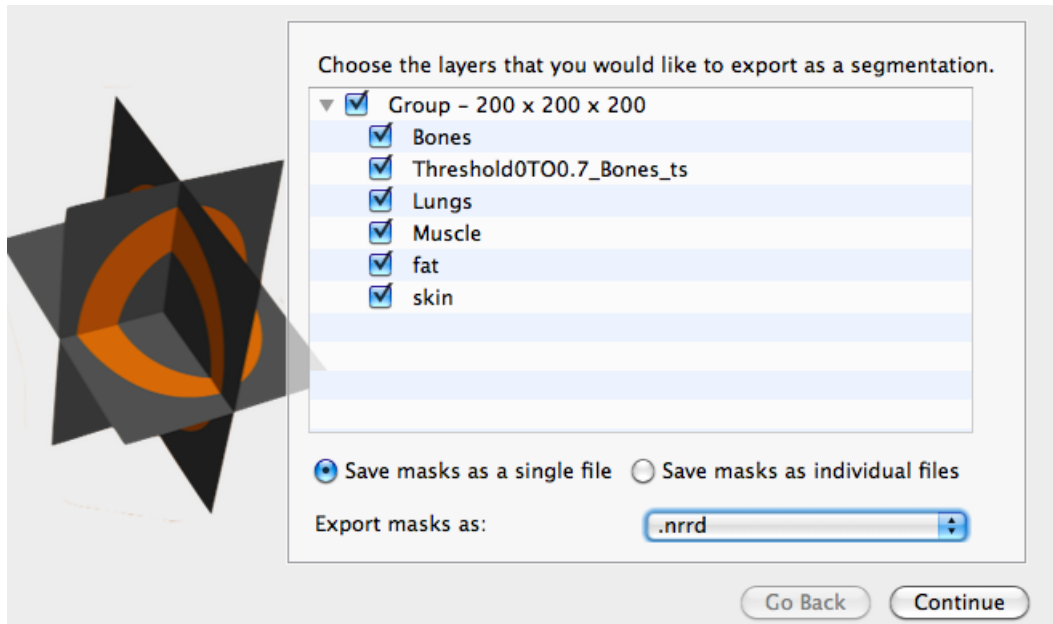 Choose the layers that you would like to export as a segmentation.
Group – 200 x 200 x 200
Bones
Threshold0TO0.7_Bones_ts
Lungs
Muscle
fat
skin
Save masks as a single file Save masks as individual files
Export masks as: .nrrd
Go Back Continue